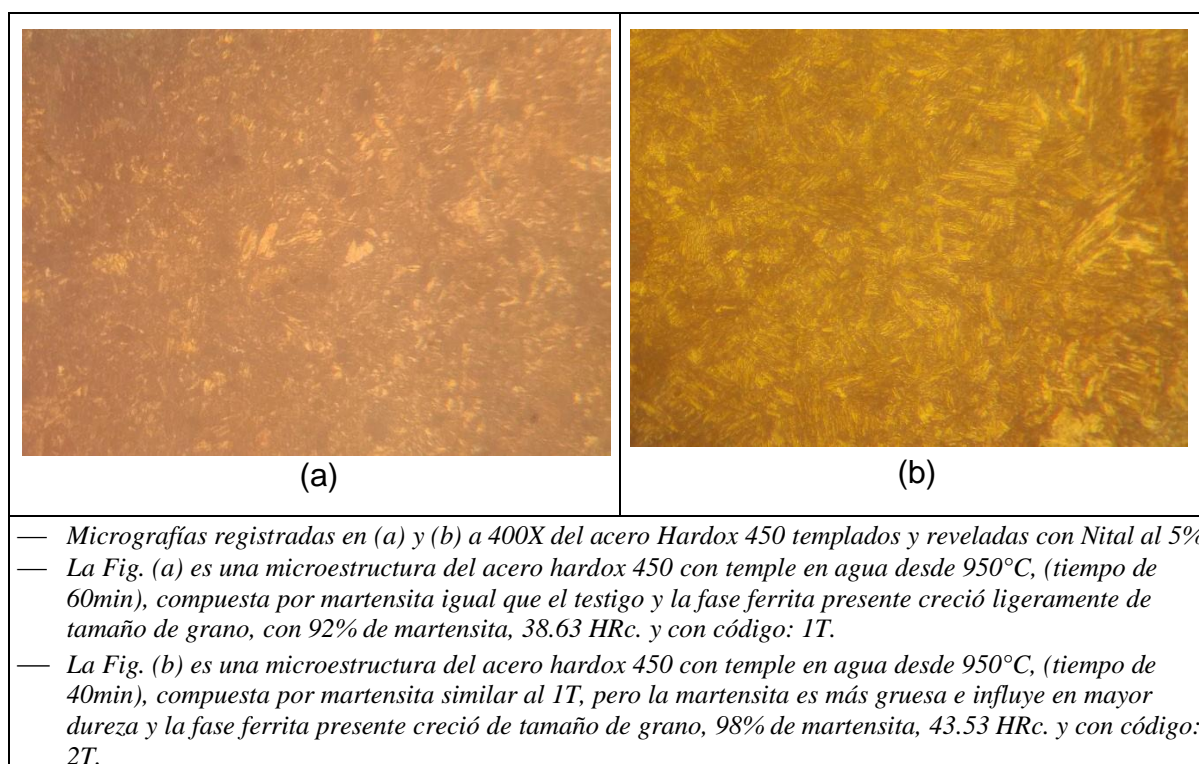 (a)
(b)
— Micrografías registradas en (a) y (b) a 400X del acero Hardox 450 templados y reveladas con Nital al 5%
— La Fig. (a) es una microestructura del acero hardox 450 con temple en agua desde 950°C, (tiempo de
60min), compuesta por martensita igual que el testigo y la fase ferrita presente creció ligeramente de
tamaño de grano, con 92% de martensita, 38.63 HRc. y con código: 1T.
— La Fig. (b) es una microestructura del acero hardox 450 con temple en agua desde 950°C, (tiempo de
40min), compuesta por martensita similar al 1T, pero la martensita es más gruesa e influye en mayor
dureza y la fase ferrita presente creció de tamaño de grano, 98% de martensita, 43.53 HRc. y con código:
2T.